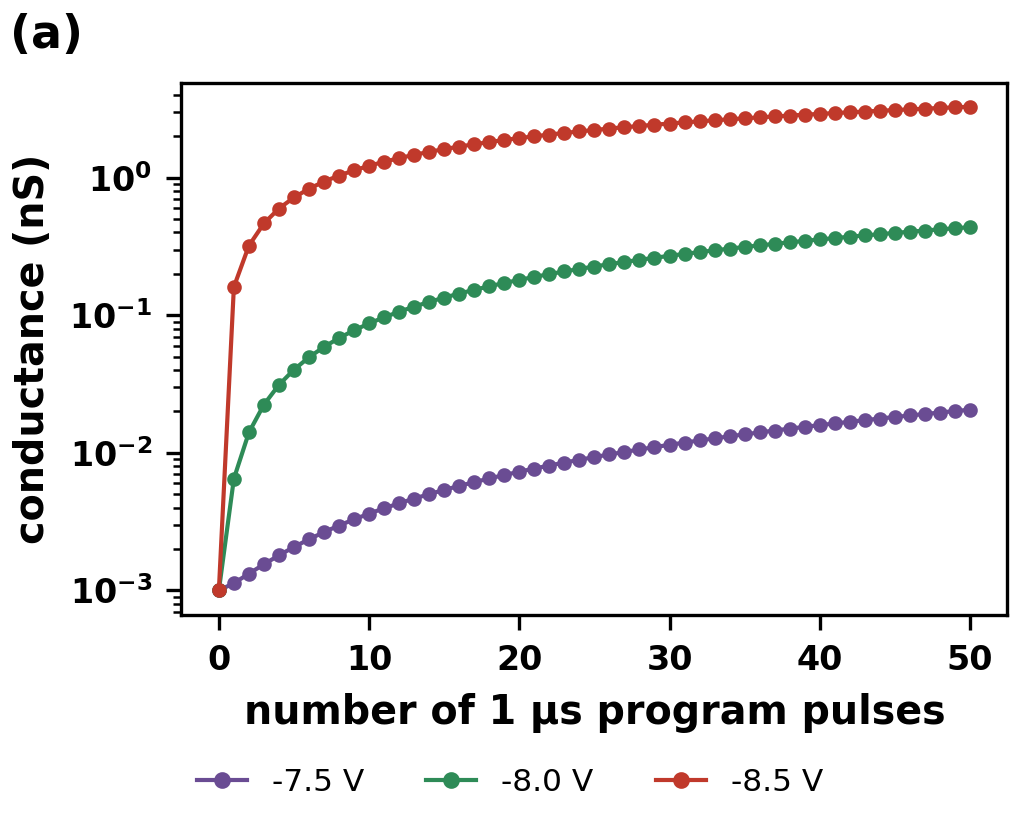 (a)
conductance (nS)
10⁰
10⁻¹
10⁻²
10⁻³
0 10 20 30 40 50
number of 1 µs program pulses
-7.5 V -8.0 V -8.5 V